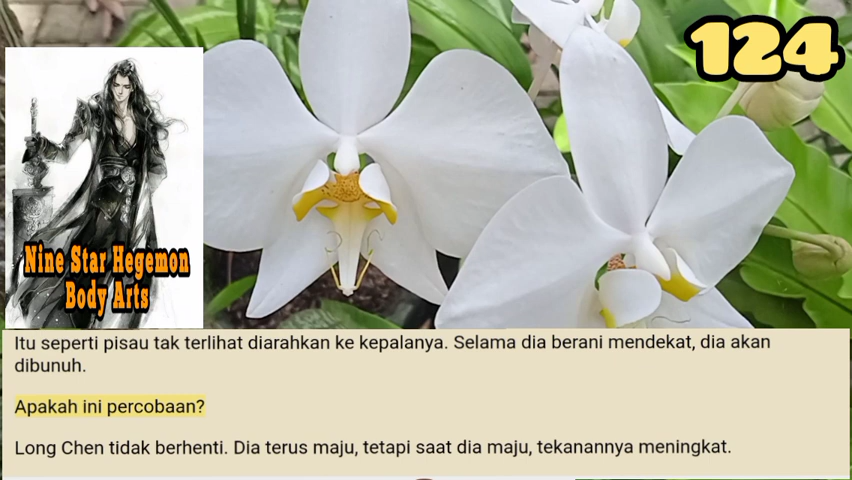 124
Nine Star Hegemon
Body Arts
Itu seperti pisau tak terlihat diarahkan ke kepalanya. Selama dia berani mendekat, dia akan
dibunuh.
Apakah ini percobaan?
Long Chen tidak berhenti. Dia terus maju, tetapi saat dia maju, tekanannya meningkat.